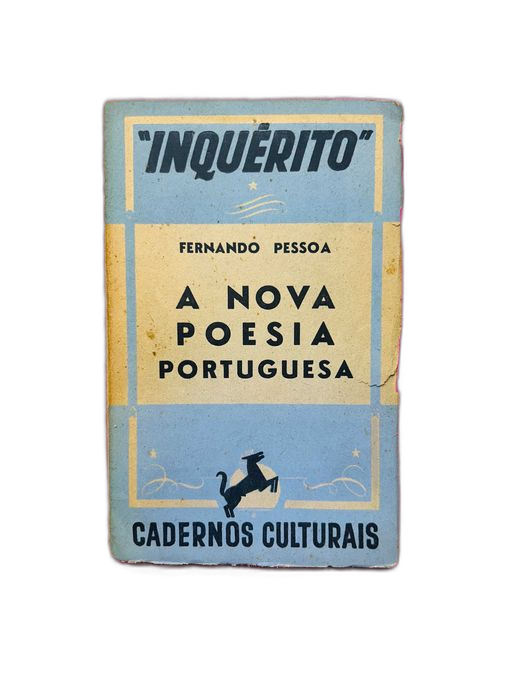 "INQUÉRITO"
FERNANDO PESSOA
A NOVA
POESIA
PORTUGUESA
CADERNOS CULTURAIS